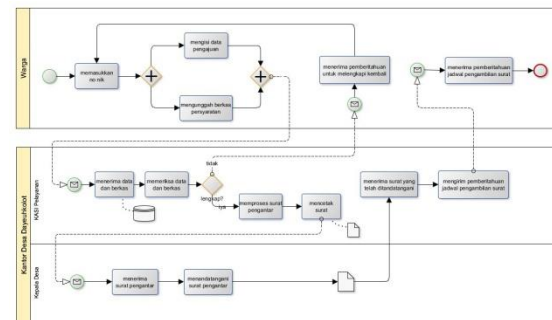 Warga
memasukkan
no nik
mengisi data
pengajuan
mengunggah berkas
persyaratan
menerima pemberitahuan
untuk melengkapi kembali
menerima pemberitahuan
jadwal pengambilan surat
Kantor Desa Dayeuhkolot
KASI Pelayanan
menerima data
dan berkas
memeriksa data
dan berkas
tidak
lengkap?
iya
memproses surat
pengantar
mencetak
surat
menerima surat yang
telah ditandatangani
mengirim pemberitahuan
jadwal pengambilan surat
Kepala Desa
menerima
surat pengantar
menandatangani
surat pengantar